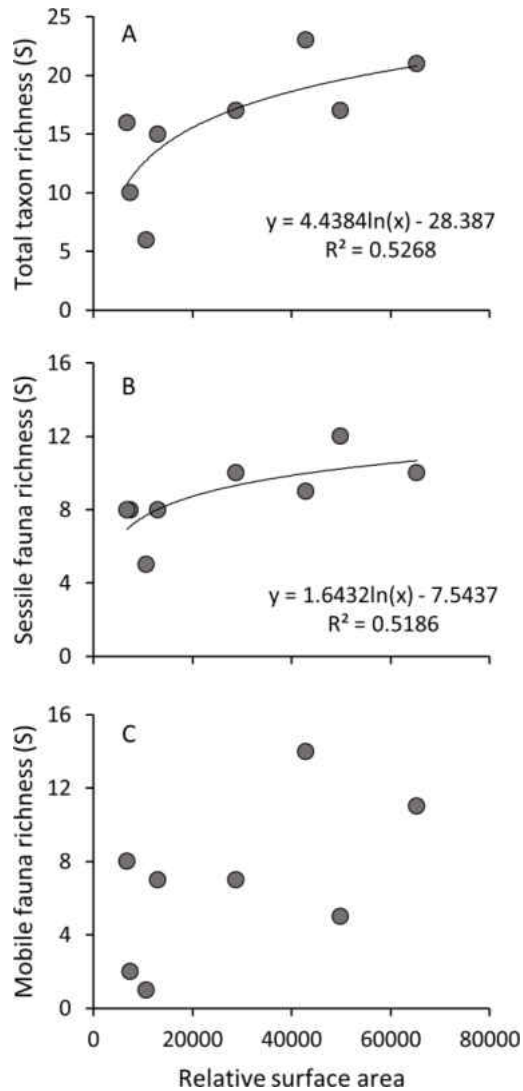 A
Total taxon richness (S)
25
20
15
10
5
0
y = 4.4384ln(x) - 28.387
R² = 0.5268
B
Sessile fauna richness (S)
16
12
8
4
0
y = 1.6432ln(x) - 7.5437
R² = 0.5186
C
Mobile fauna richness (S)
16
12
8
4
0
0 20000 40000 60000 80000
Relative surface area